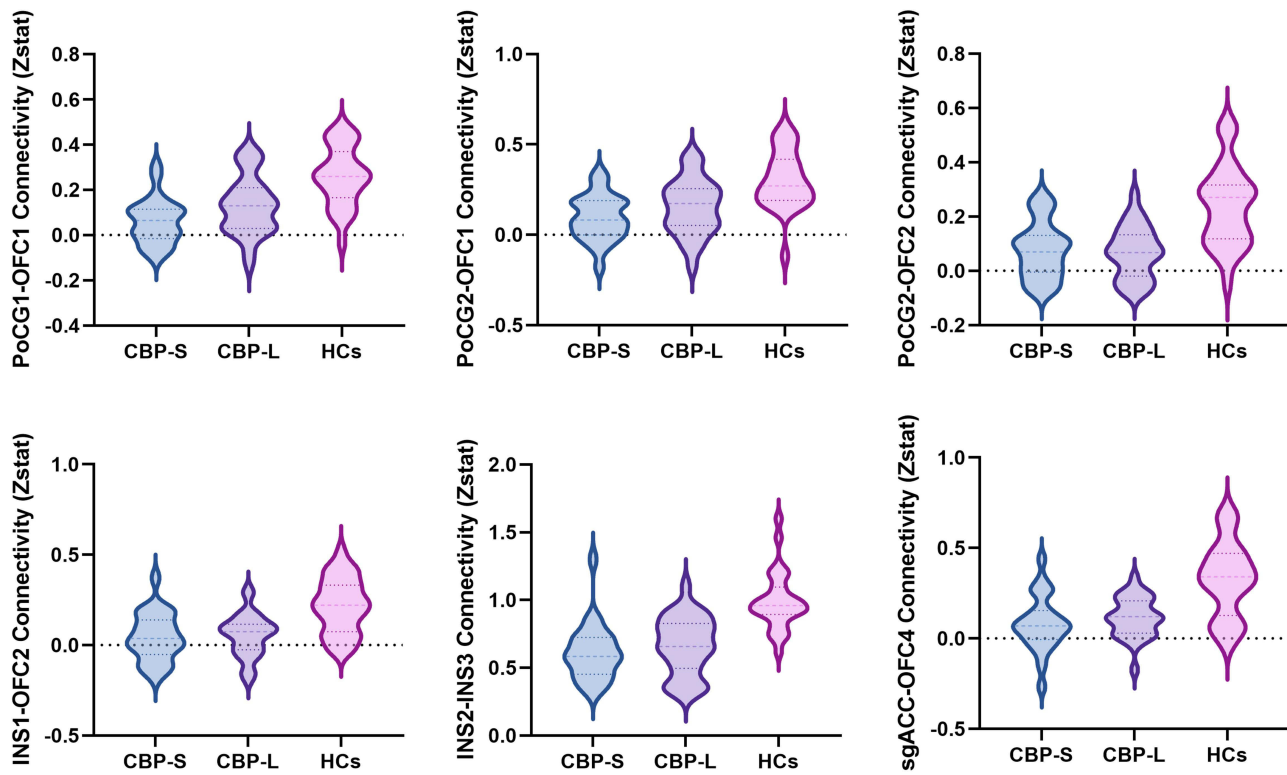 PoCG1-OFC1 Connectivity (Zstat)
0.8
0.6
0.4
0.2
0.0
-0.2
-0.4
CBP-S CBP-L HCs
PoCG2-OFC1 Connectivity (Zstat)
1.0
0.5
0.0
-0.5
CBP-S CBP-L HCs
PoCG2-OFC2 Connectivity (Zstat)
0.8
0.6
0.4
0.2
0.0
-0.2
CBP-S CBP-L HCs
INS1-OFC2 Connectivity (Zstat)
1.0
0.5
0.0
-0.5
CBP-S CBP-L HCs
INS2-INS3 Connectivity (Zstat)
2.0
1.5
1.0
0.5
0.0
CBP-S CBP-L HCs
sgACC-OFC4 Connectivity (Zstat)
1.0
0.5
0.0
-0.5
CBP-S CBP-L HCs